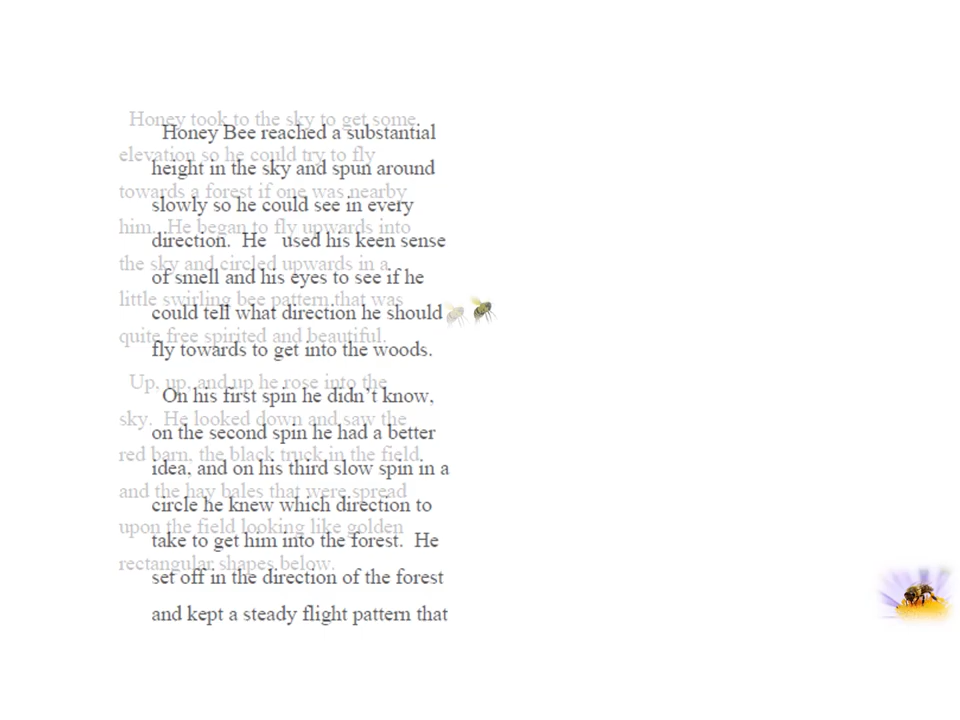 Honey took to the sky to get some
elevation so he could try to fly
towards a forest if one was nearby
him. He began to fly upwards into
the sky and circled upwards in a
little swirling bee pattern that was
quite free spirited and beautiful.
Up, up, and up he rose into the
sky. He looked down and saw the
red barn, the black truck in the field,
and the hay bales that were spread
upon the field looking like golden
rectangular shapes below.
Honey Bee reached a substantial
height in the sky and spun around
slowly so he could see in every
direction. He used his keen sense
of smell and his eyes to see if he
could tell what direction he should
fly towards to get into the woods.
On his first spin he didn’t know,
on the second spin he had a better
idea, and on his third slow spin in a
circle he knew which direction to
take to get him into the forest. He
set off in the direction of the forest
and kept a steady flight pattern that